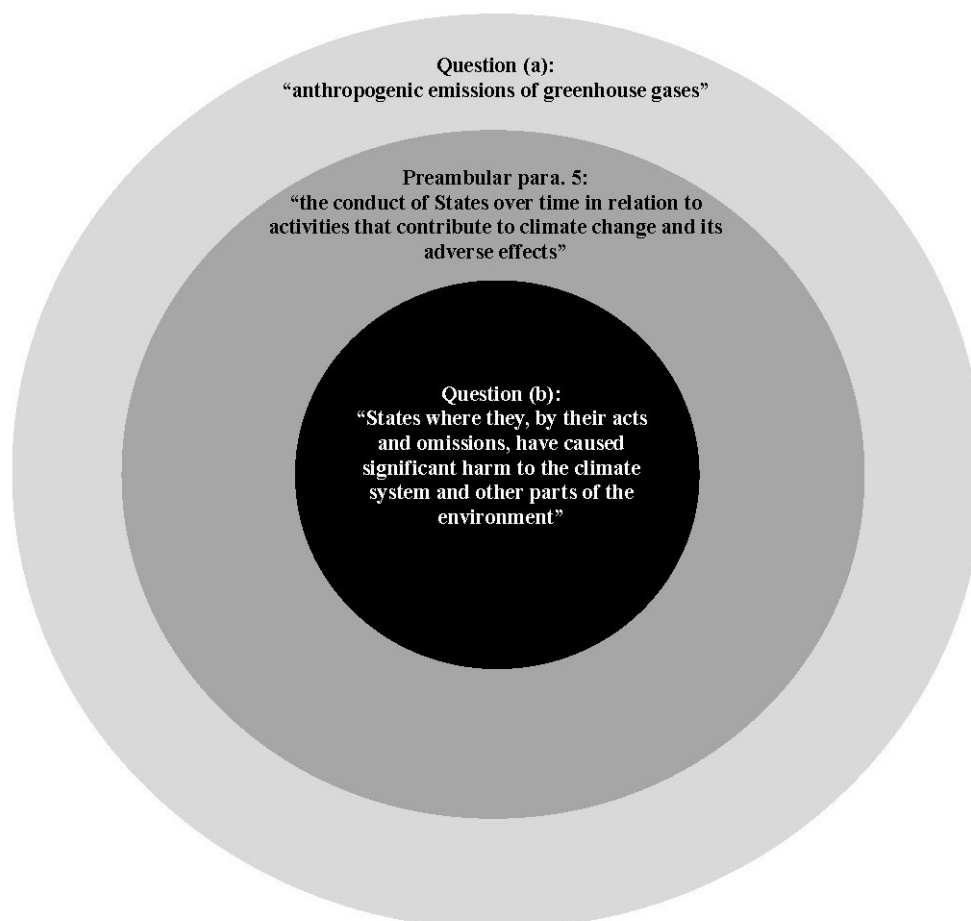 Question (a):
“anthropogenic emissions of greenhouse gases”
Preambular para. 5:
“the conduct of States over time in relation to
activities that contribute to climate change and its
adverse effects”
Question (b):
“States where they, by their acts
and omissions, have caused
significant harm to the climate
system and other parts of the
environment”